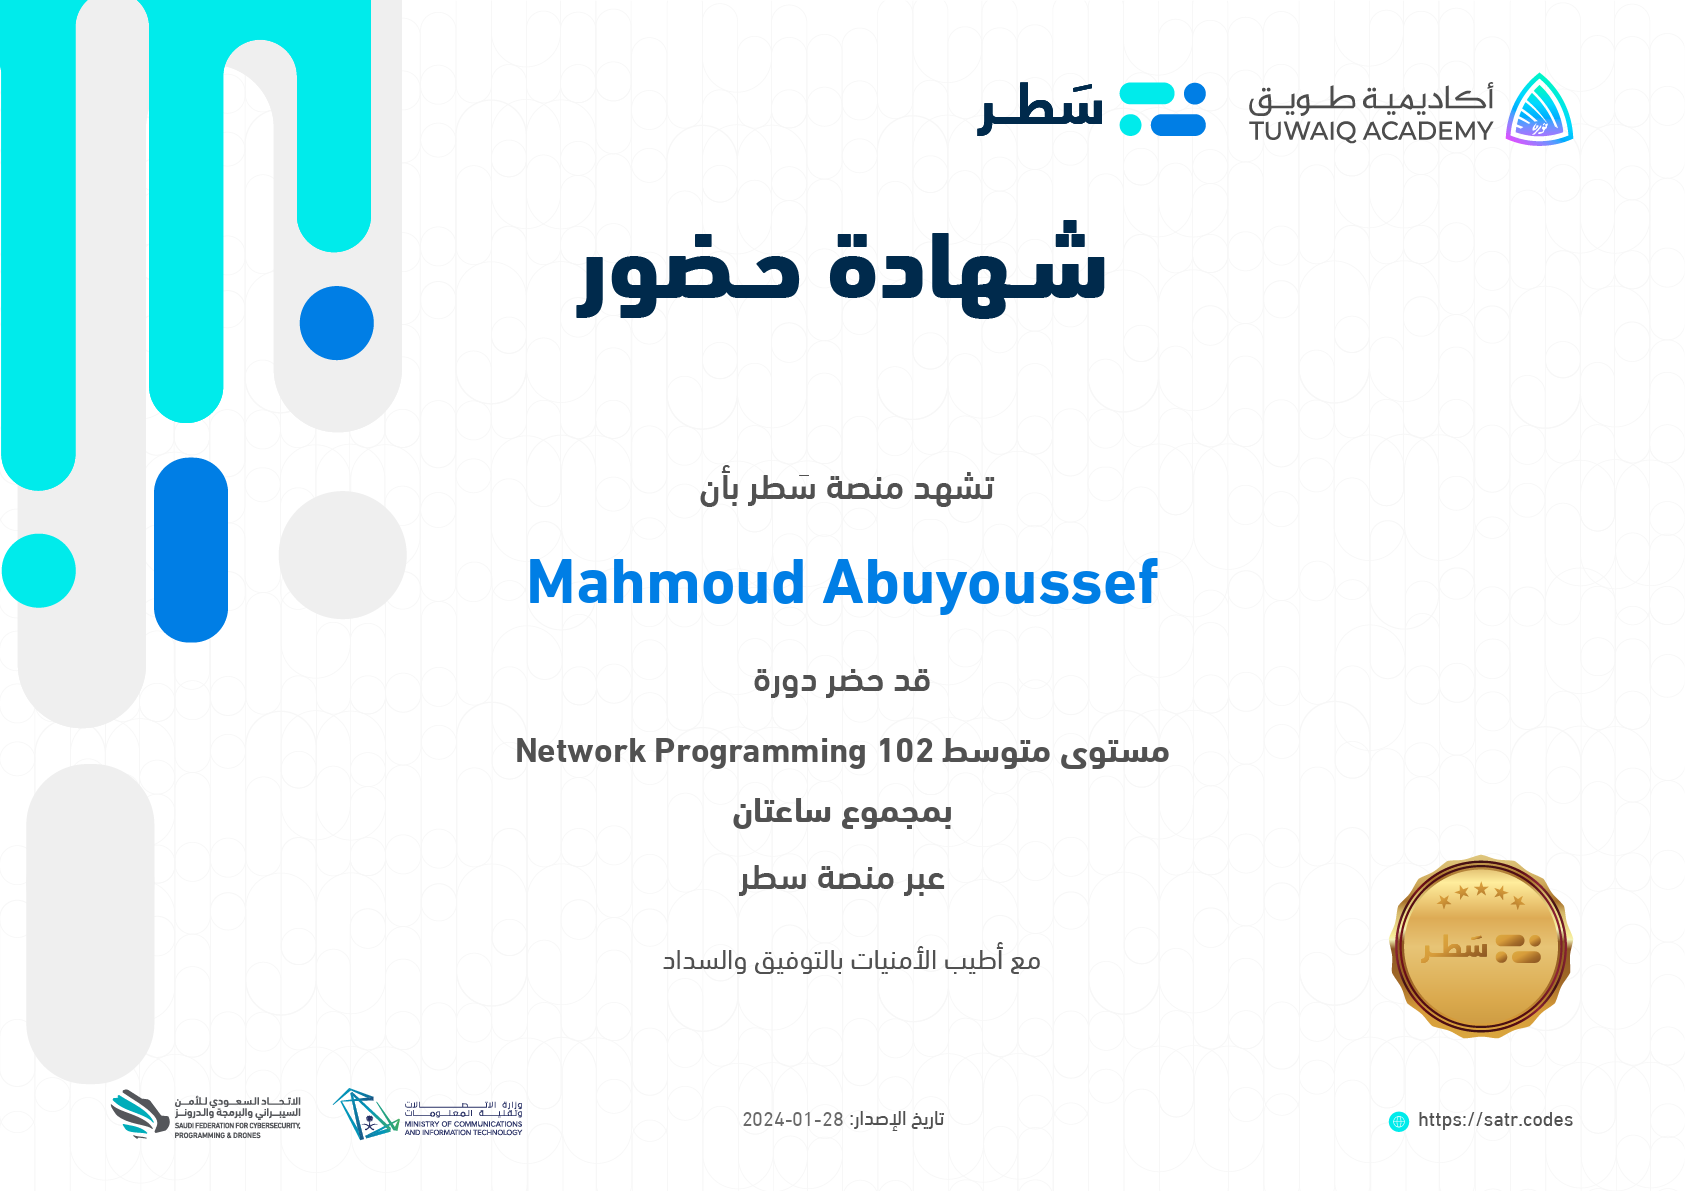 أكاديمية طويق
TUWAIQ ACADEMY
سَطر
شهادة حضور
تشهد منصة سَطر بأن
Mahmoud Abuyoussef
قد حضر دورة
مستوى متوسط Network Programming 102
بمجموع ساعتان
عبر منصة سطر
مع أطيب الأمنيات بالتوفيق والسداد
سَطر
الاتحاد السعودي للأمن
السيبراني والبرمجة والدرونز
SAUDI FEDERATION FOR CYBERSECURITY,
PROGRAMMING & DRONES
وزارة الاتصالات
وتقنية المعلومات
MINISTRY OF COMMUNICATIONS
AND INFORMATION TECHNOLOGY
تاريخ الإصدار: 2024-01-28
https://satr.codes